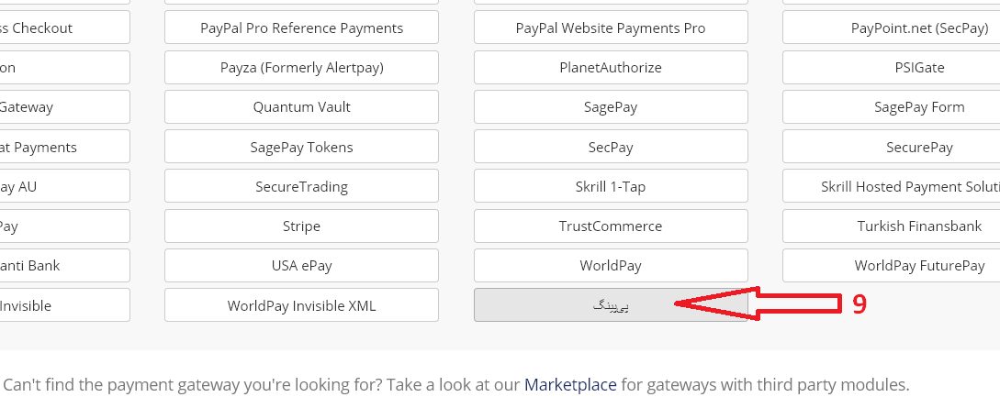 ss Checkout PayPal Pro Reference Payments PayPal Website Payments Pro PayPoint.net (SecPay)
on Payza (Formerly Alertpay) PlanetAuthorize PSIGate
Gateway Quantum Vault SagePay SagePay Form
at Payments SagePay Tokens SecPay SecurePay
ay AU SecureTrading Skrill 1-Tap Skrill Hosted Payment Soluti
Pay Stripe TrustCommerce Turkish Finansbank
anti Bank USA ePay WorldPay WorldPay FuturePay
Invisible WorldPay Invisible XML پی‌پینگ 9
Can't find the payment gateway you're looking for? Take a look at our Marketplace for gateways with third party modules.